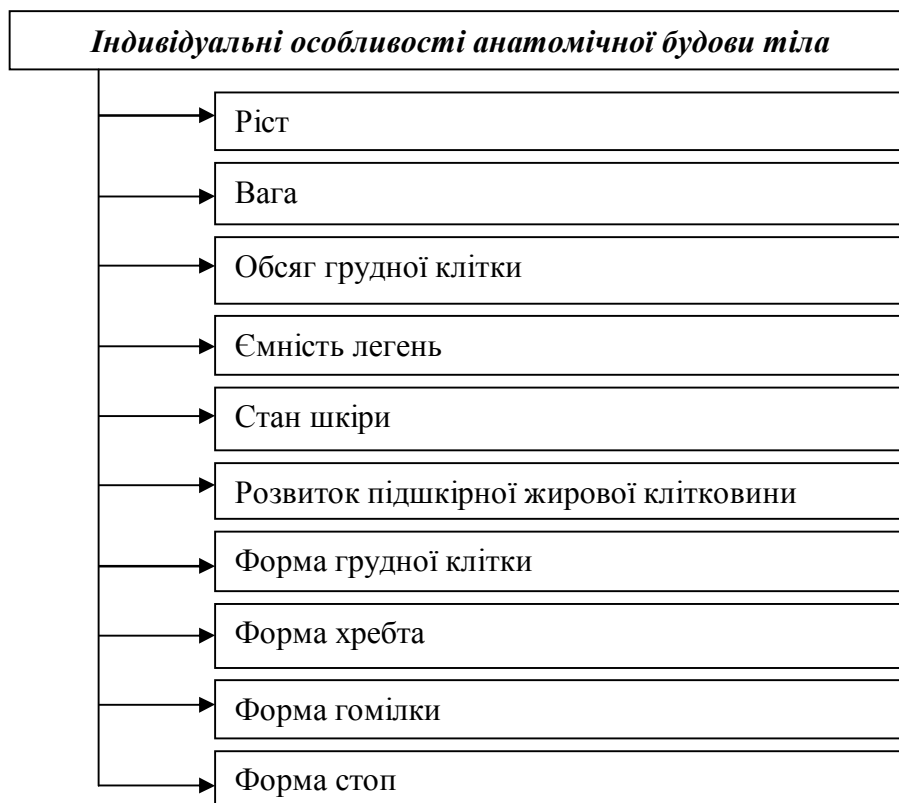 Індивідуальні особливості анатомічної будови тіла
Ріст
Вага
Обсяг грудної клітки
Ємність легень
Стан шкіри
Розвиток підшкірної жирової клітковини
Форма грудної клітки
Форма хребта
Форма гомілки
Форма стоп